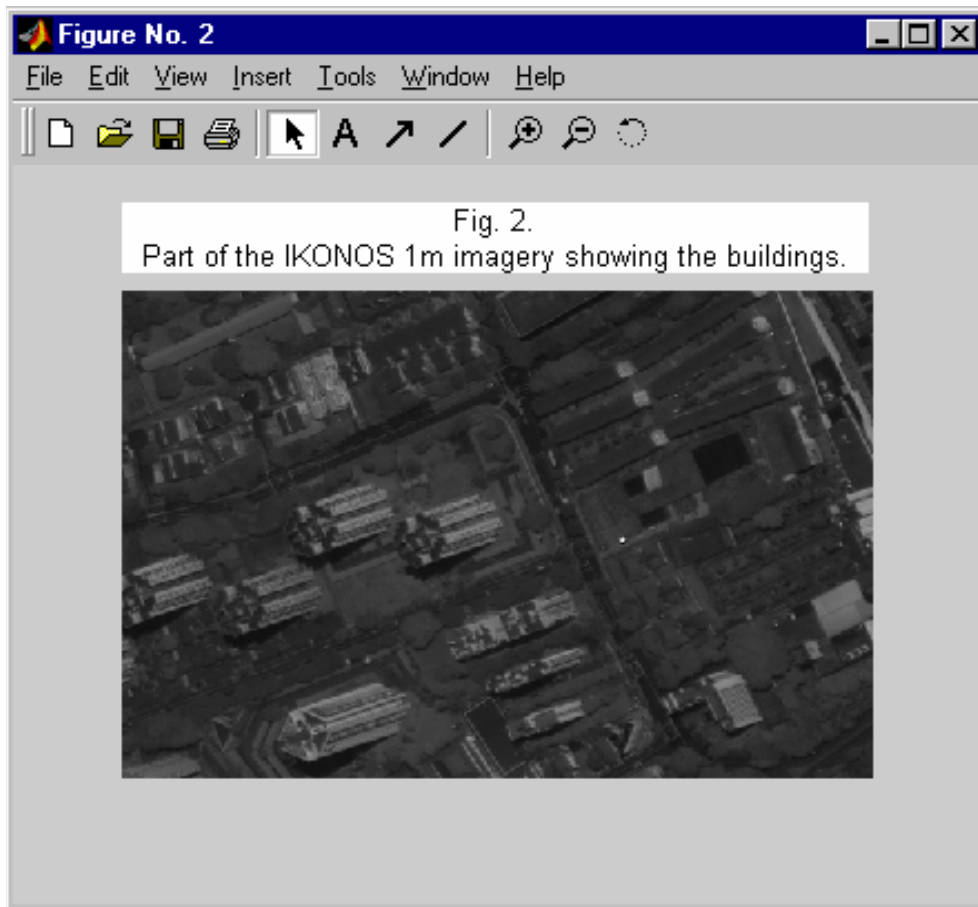 Figure No. 2
File Edit View Insert Tools Window Help
A
Fig. 2.
Part of the IKONOS 1m imagery showing the buildings.